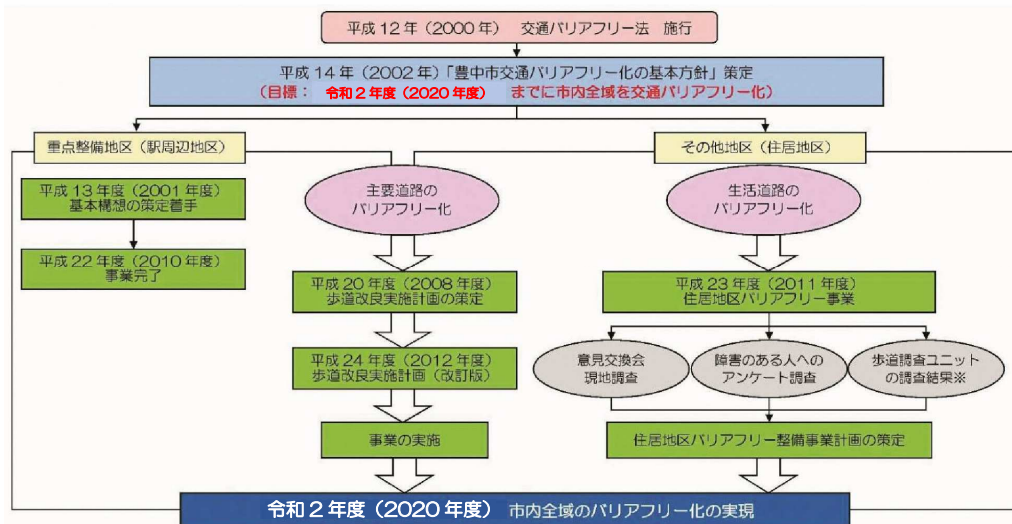 平成12年（2000年）　交通バリアフリー法　施行
平成14年（2002年）「豊中市交通バリアフリー化の基本方針」策定
（目標：　令和2年度（2020年度）　までに市内全域を交通バリアフリー化）
重点整備地区（駅周辺地区）
その他地区（住居地区）
平成13年度（2001年度）
基本構想の策定着手
平成22年度（2010年度）
事業完了
主要道路の
バリアフリー化
生活道路の
バリアフリー化
平成20年度（2008年度）
歩道改良実施計画の策定
平成23年度（2011年度）
住居地区バリアフリー事業
平成24年度（2012年度）
歩道改良実施計画（改訂版）
意見交換会
現地調査
障害のある人への
アンケート調査
歩道調査ユニット
の調査結果※
事業の実施
住居地区バリアフリー整備事業計画の策定
令和2年度（2020年度）　市内全域のバリアフリー化の実現